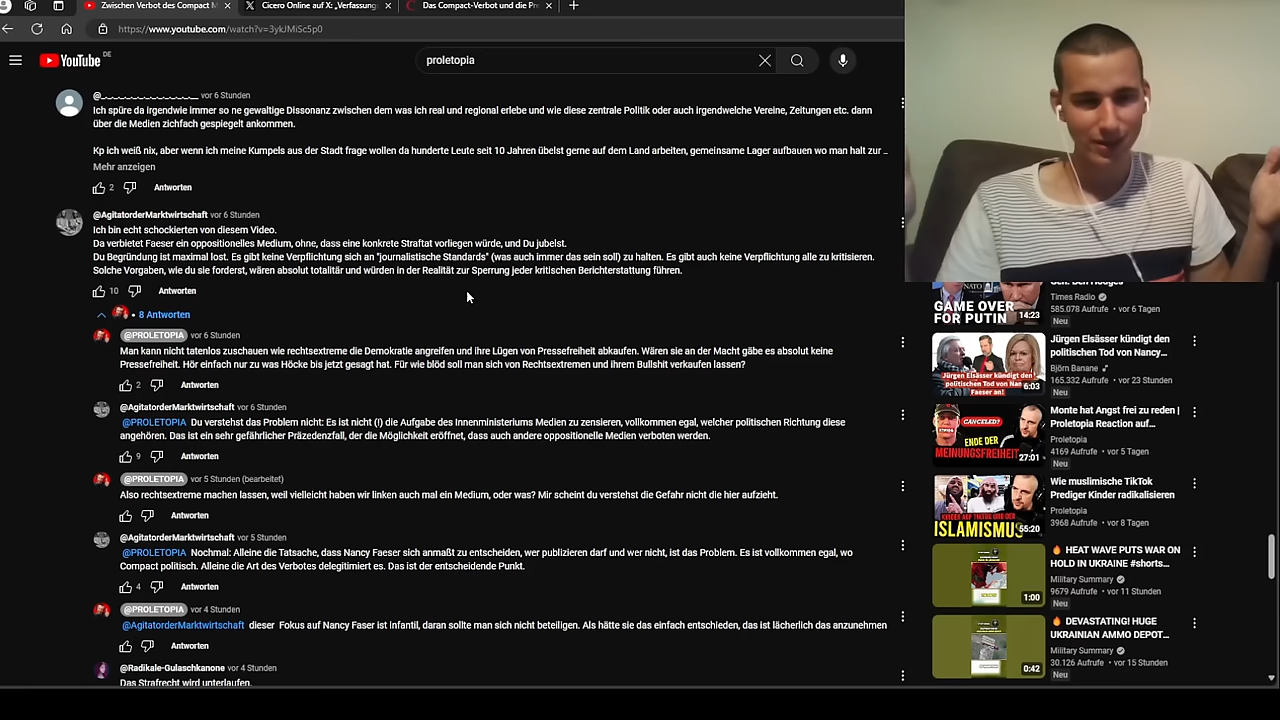 Zwischen Verbot des Compact M
Cicero Online auf X: „Verfassung
Das Compact-Verbot und die Pre
https://www.youtube.com/watch?v=3ykJMiSc5p0
YouTube DE
proletopia
vor 6 Stunden
Ich spüre da irgendwie immer so ne gewaltige Dissonanz zwischen dem was ich real und regional erlebe und wie diese zentrale Politik oder auch irgendwelche Vereine, Zeitungen etc. dann
über die Medien zichfach gespiegelt ankommen.
Kp ich weiß nix, aber wenn ich meine Kumpels aus der Stadt frage wollen da hunderte Leute seit 10 Jahren übelst gerne auf dem Land arbeiten, gemeinsame Lager aufbauen wo man halt zur ..
Mehr anzeigen
2 Antworten
@AgitatorderMarktwirtschaft vor 6 Stunden
Ich bin echt schockierten von diesem Video.
Da verbietet Faeser ein oppositionelles Medium, ohne, dass eine konkrete Straftat vorliegen würde, und Du jubelst.
Du Begründung ist maximal lost. Es gibt keine Verpflichtung sich an "journalistische Standards" (was auch immer das sein soll) zu halten. Es gibt auch keine Verpflichtung alle zu kritisieren.
Solche Vorgaben, wie du sie forderst, wären absolut totalitär und würden in der Realität zur Sperrung jeder kritischen Berichterstattung führen.
10 Antworten
• 8 Antworten
@PROLETOPIA vor 6 Stunden
Man kann nicht tatenlos zuschauen wie rechtsextreme die Demokratie angreifen und ihre Lügen von Pressefreiheit abkaufen. Wären sie an der Macht gäbe es absolut keine
Pressefreiheit. Hör einfach nur zu was Höcke bis jetzt gesagt hat. Für wie blöd soll man sich von Rechtsextremen und ihrem Bullshit verkaufen lassen?
2 Antworten
@AgitatorderMarktwirtschaft vor 6 Stunden
@PROLETOPIA Du verstehst das Problem nicht: Es ist nicht (!) die Aufgabe des Innenministeriums Medien zu zensieren, vollkommen egal, welcher politischen Richtung diese
angehören. Das ist ein sehr gefährlicher Präzedenzfall, der die Möglichkeit eröffnet, dass auch andere oppositionelle Medien verboten werden.
9 Antworten
@PROLETOPIA vor 5 Stunden (bearbeitet)
Also rechtsextreme machen lassen, weil vielleicht haben wir linken auch mal ein Medium, oder was? Mir scheint du verstehst die Gefahr nicht die hier aufzieht.
Antworten
@AgitatorderMarktwirtschaft vor 5 Stunden
@PROLETOPIA Nochmal: Alleine die Tatsache, dass Nancy Faeser sich anmaßt zu entscheiden, wer publizieren darf und wer nicht, ist das Problem. Es ist vollkommen egal, wo
Compact politisch. Alleine die Art des Verbotes delegitimiert es. Das ist der entscheidende Punkt.
4 Antworten
@PROLETOPIA vor 4 Stunden
@AgitatorderMarktwirtschaft dieser Fokus auf Nancy Faser ist infantil, daran sollte man sich nicht beteiligen. Als hätte sie das einfach entschieden, das ist lächerlich das anzunehmen
Antworten
@Radikale-Gulaschkanone vor 4 Stunden
Das Strafrecht wird unterlaufen.
NATO
GAME OVER
FOR PUTIN
14:23
Gen. Ben Hodges
Times Radio
585.078 Aufrufe • vor 6 Tagen
Neu
Jürgen Elsässer kündigt den
politischen Tod von Nancy
Faeser an!
6:03
Jürgen Elsässer kündigt den
politischen Tod von Nancy...
Björn Banane
165.332 Aufrufe • vor 23 Stunden
CANCELED?
ENDE DER
MEINUNGSFREIHEIT
27:01
Monte hat Angst frei zu reden |
Proletopia Reaction auf...
Proletopia
4169 Aufrufe • vor 5 Tagen
Neu
KINDER AUF TIKTOK UND DER
ISLAMISMUS
55:20
Wie muslimische TikTok
Prediger Kinder radikalisieren
Proletopia
3968 Aufrufe • vor 8 Tagen
1:00
🔥 HEAT WAVE PUTS WAR ON
HOLD IN UKRAINE #shorts...
Military Summary
9679 Aufrufe • vor 11 Stunden
Neu
0:42
🔥 DEVASTATING! HUGE
UKRAINIAN AMMO DEPOT...
Military Summary
30.126 Aufrufe • vor 15 Stunden
Neu